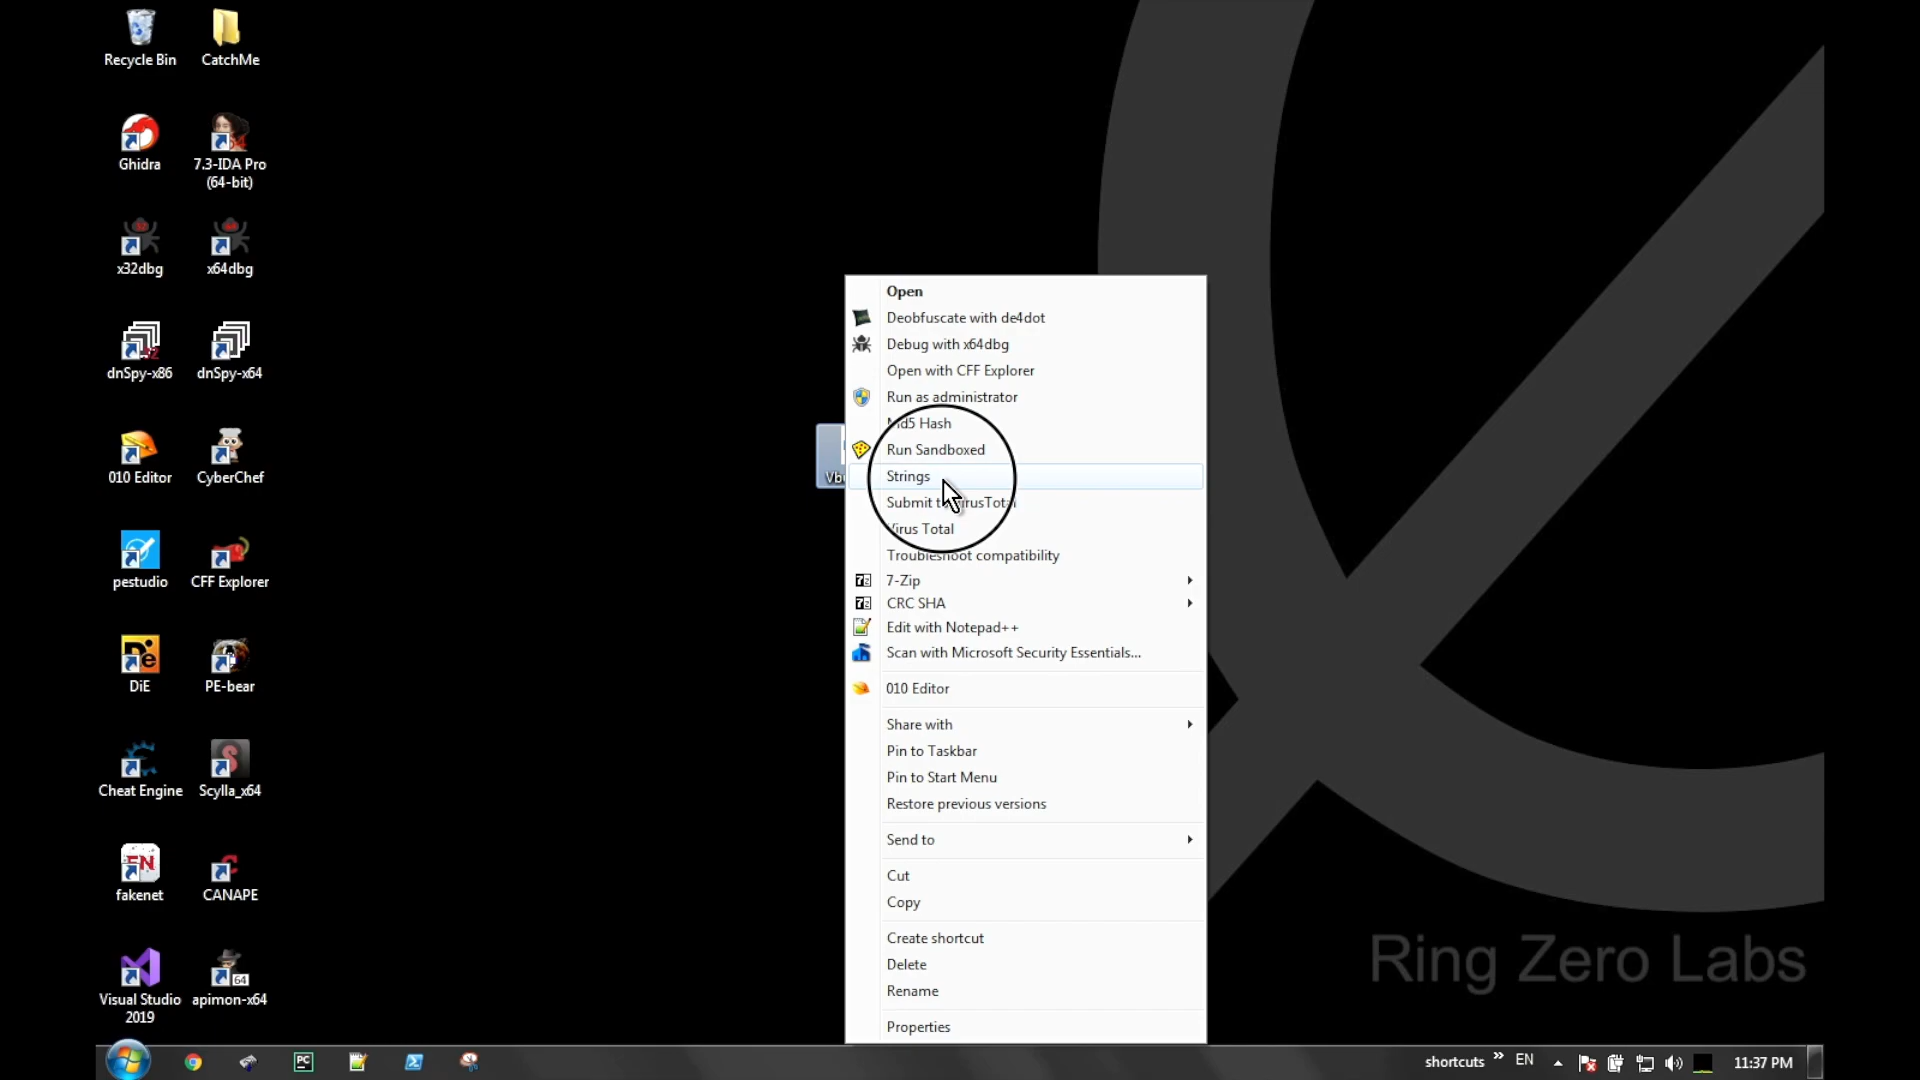 Recycle Bin
CatchMe
Ghidra
7.3-IDA Pro
(64-bit)
x32dbg
x64dbg
dnSpy-x86
dnSpy-x64
010 Editor
CyberChef
pestudio
CFF Explorer
DiE
PE-bear
Cheat Engine
Scylla_x64
fakenet
CANAPE
Visual Studio
2019
apimon-x64
Open
Deobfuscate with de4dot
Debug with x64dbg
Open with CFF Explorer
Run as administrator
Md5 Hash
Run Sandboxed
Strings
Submit to VirusTotal
Virus Total
Troubleshoot compatibility
7-Zip
CRC SHA
Edit with Notepad++
Scan with Microsoft Security Essentials...
010 Editor
Share with
Pin to Taskbar
Pin to Start Menu
Restore previous versions
Send to
Cut
Copy
Create shortcut
Delete
Rename
Properties
Ring Zero Labs
shortcuts
EN
11:37 PM